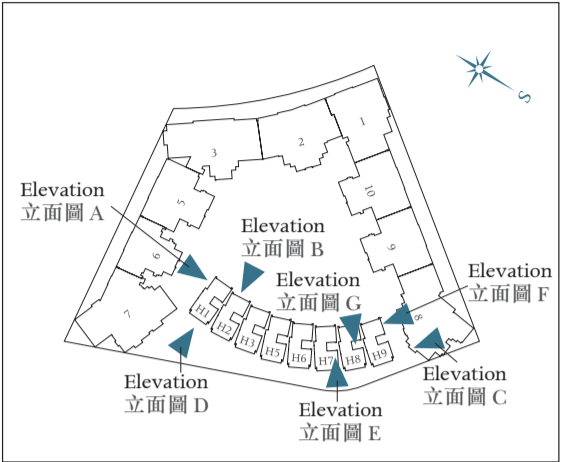 S
1
2
3
10
5
9
6
7
8
Elevation
立面圖 A
Elevation
立面圖 B
Elevation
立面圖 G
Elevation
立面圖 F
H1
H2
H3
H5
H6
H7
H8
H9
Elevation
立面圖 D
Elevation
立面圖 C
Elevation
立面圖 E